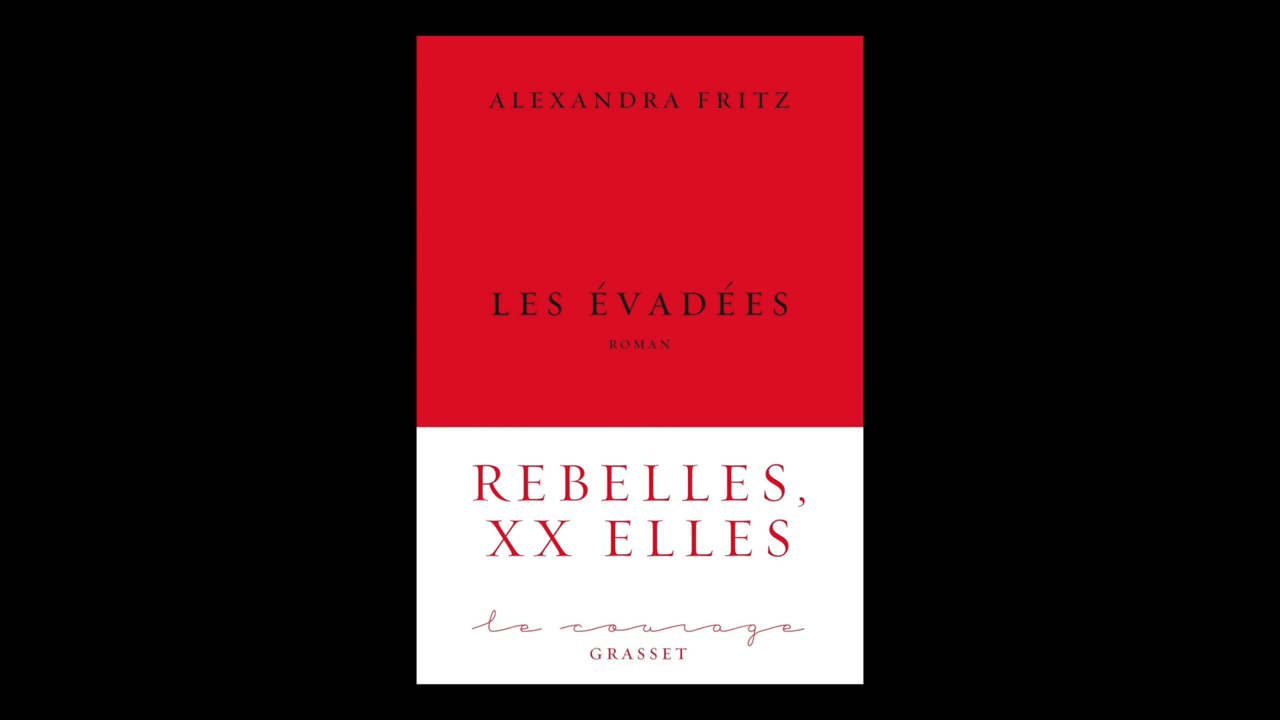 ALEXANDRA FRITZ
LES ÉVADÉES
ROMAN
REBELLES,
XX ELLES
le courage
GRASSET